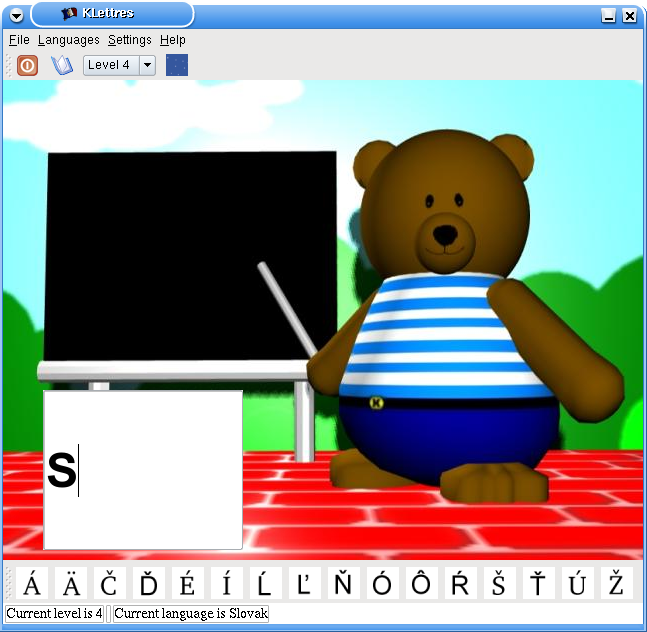 KLettres
File Languages Settings Help
Level 4
K
S
Á Ä Č Ď É Í Ĺ Ľ Ň Ó Ô Ŕ Š Ť Ú Ž
Current level is 4 Current language is Slovak